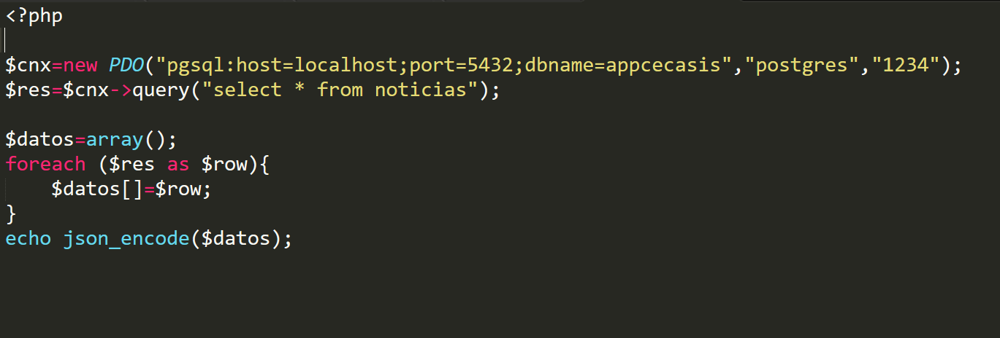 <?php
$cnx=new PDO("pgsql:host=localhost;port=5432;dbname=appcecasis","postgres","1234");
$res=$cnx->query("select * from noticias");
$datos=array();
foreach ($res as $row){
    $datos[]=$row;
}
echo json_encode($datos);